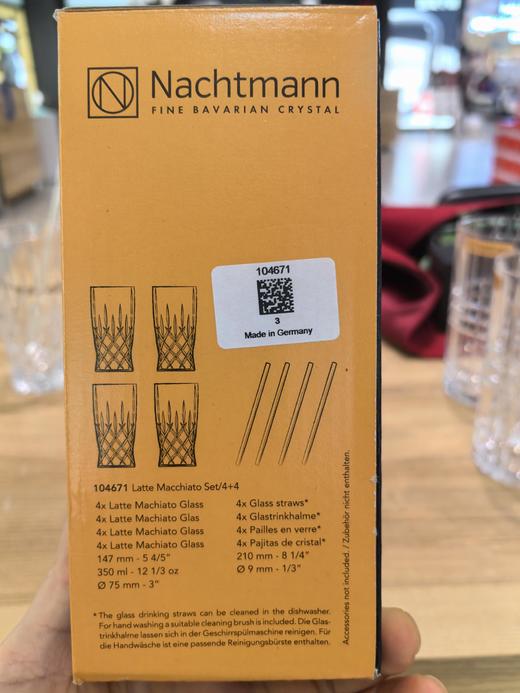 Nachtmann
FINE BAVARIAN CRYSTAL
104671
3
Made in Germany
104671 Latte Macchiato Set/4+4
4x Latte Machiato Glass
4x Latte Machiato Glas
4x Latte Machiato Glass
4x Latte Machiato Glass
147 mm - 5 4/5"
350 ml - 12 1/3 oz
Ø 75 mm - 3"
4x Glass straws*
4x Glastrinkhalme*
4x Pailles en verre*
4x Pajitas de cristal*
210 mm - 8 1/4"
Ø 9 mm - 1/3"
* The glass drinking straws can be cleaned in the dishwasher.
For hand washing a suitable cleaning brush is included. Die Glas-
trinkhalme lassen sich in der Geschirrspülmaschine reinigen. Für
die Handwäsche ist eine passende Reinigungsbürste enthalten.
Accessories not included. / Zubehör nicht enthalten.